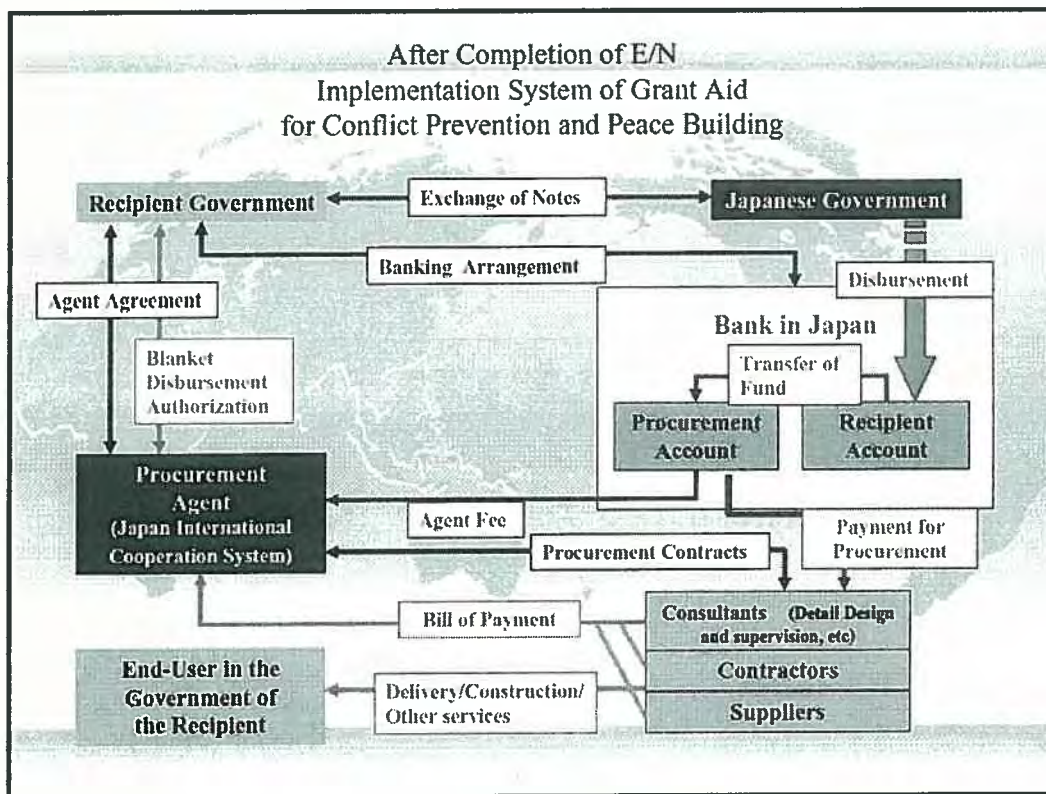 After Completion of E/N
Implementation System of Grant Aid
for Conflict Prevention and Peace Building
Recipient Government
Exchange of Notes
Japanese Government
Banking Arrangement
Disbursement
Agent Agreement
Bank in Japan
Blanket
Disbursement
Authorization
Transfer of
Fund
Procurement
Account
Recipient
Account
Procurement
Agent
(Japan International
Cooperation System)
Agent Fee
Payment for
Procurement
Procurement Contracts
Bill of Payment
Consultants (Detail Design
and supervision, etc)
Contractors
Suppliers
End-User in the
Government of
the Recipient
Delivery/Construction/
Other services